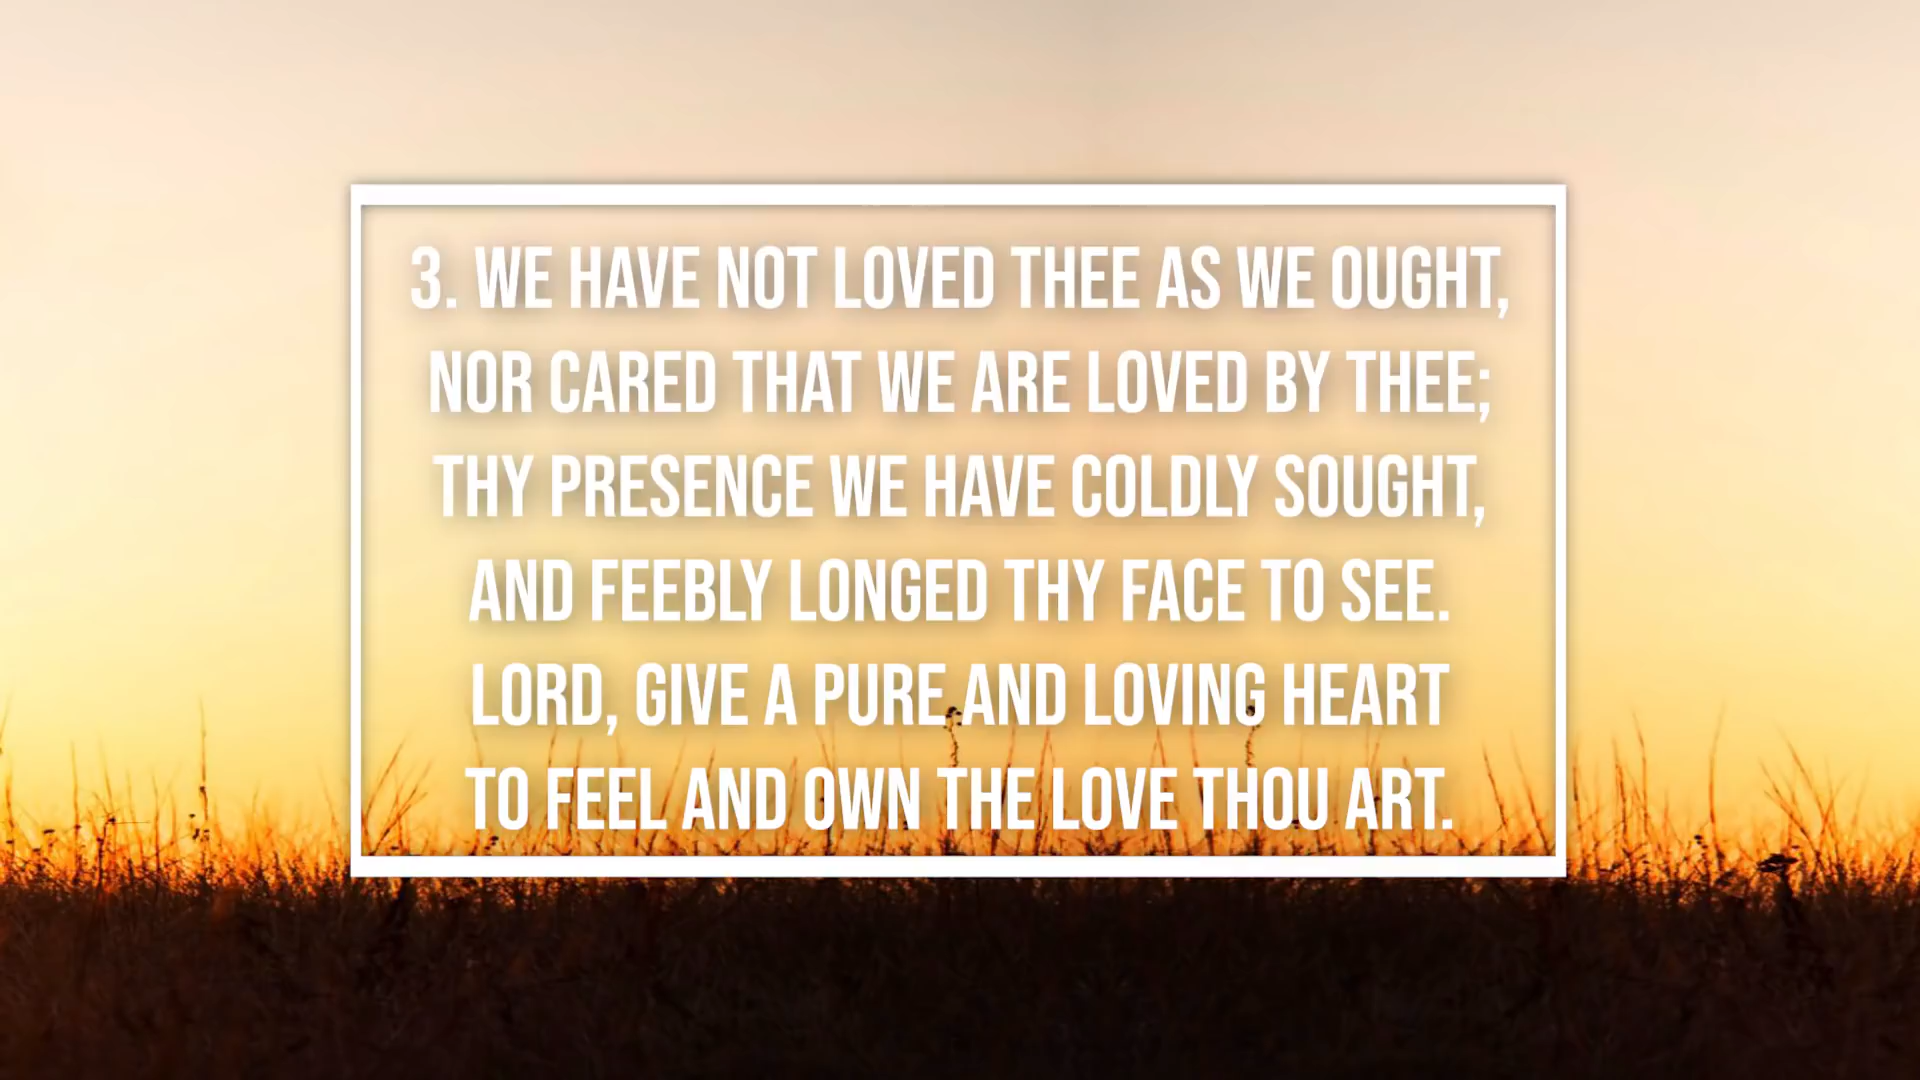 3. WE HAVE NOT LOVED THEE AS WE OUGHT,
NOR CARED THAT WE ARE LOVED BY THEE;
THY PRESENCE WE HAVE COLDLY SOUGHT,
AND FEEBLY LONGED THY FACE TO SEE.
LORD, GIVE A PURE AND LOVING HEART
TO FEEL AND OWN THE LOVE THOU ART.